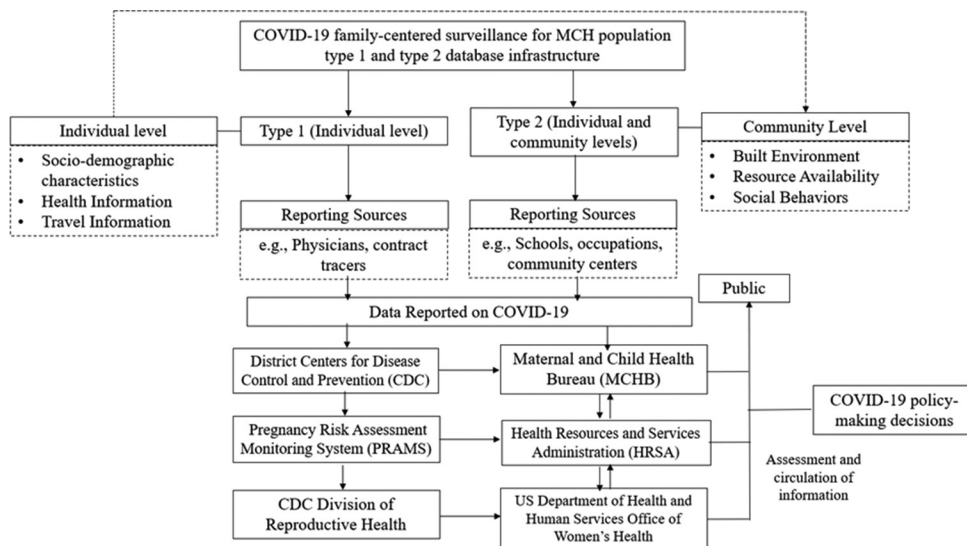 COVID-19 family-centered surveillance for MCH population
type 1 and type 2 database infrastructure
Individual level
• Socio-demographic
characteristics
• Health Information
• Travel Information
Type 1 (Individual level)
Type 2 (Individual and
community levels)
Community Level
• Built Environment
• Resource Availability
• Social Behaviors
Reporting Sources
e.g., Physicians, contract
tracers
Reporting Sources
e.g., Schools, occupations,
community centers
Public
Data Reported on COVID-19
District Centers for Disease
Control and Prevention (CDC)
Maternal and Child Health
Bureau (MCHB)
COVID-19 policy-
making decisions
Pregnancy Risk Assessment
Monitoring System (PRAMS)
Health Resources and Services
Administration (HRSA)
Assessment and
circulation of
information
CDC Division of
Reproductive Health
US Department of Health and
Human Services Office of
Women's Health